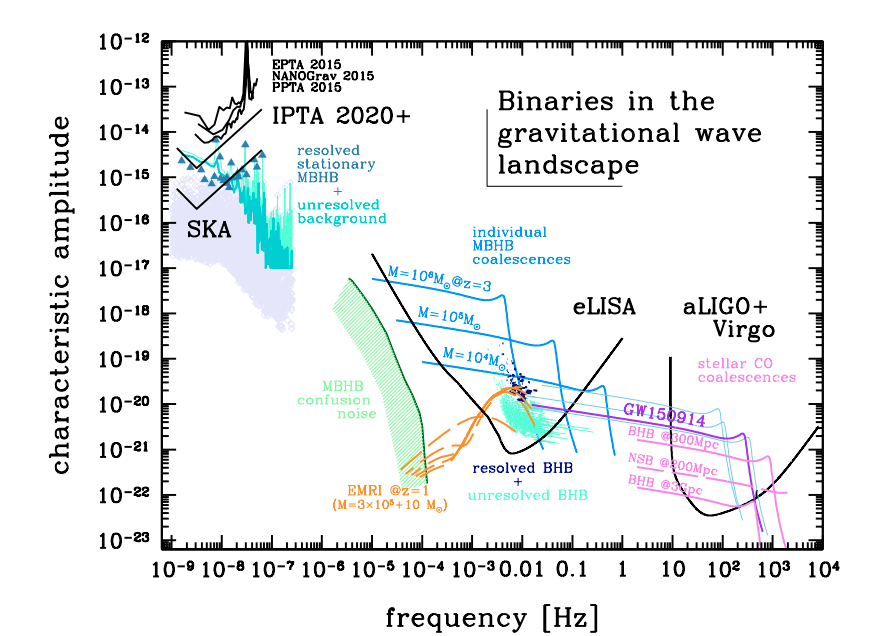 10⁻¹²
10⁻¹³
10⁻¹⁴
10⁻¹⁵
10⁻¹⁶
10⁻¹⁷
10⁻¹⁸
10⁻¹⁹
10⁻²⁰
10⁻²¹
10⁻²²
10⁻²³
characteristic amplitude
EPTA 2015
NANOGrav 2015
PPTA 2015
IPTA 2020+
Binaries in the
gravitational wave
landscape
resolved
stationary
MBHB
+
unresolved
background
SKA
individual
MBHB
coalescences
M=10⁶M☉@z=3
M=10⁵M☉
M=10⁴M☉
eLISA
aLIGO+
Virgo
stellar CO
coalescences
MBHB
confusion
noise
GW150914
BHB @300Mpc
NSB @200Mpc
BHB @3Gpc
resolved BHB
+
unresolved BHB
EMRI @z=1
(M=3×10⁵+10 M☉)
10⁻⁹ 10⁻⁸ 10⁻⁷ 10⁻⁶ 10⁻⁵ 10⁻⁴ 10⁻³ 0.01 0.1 1 10 100 10³ 10⁴
frequency [Hz]